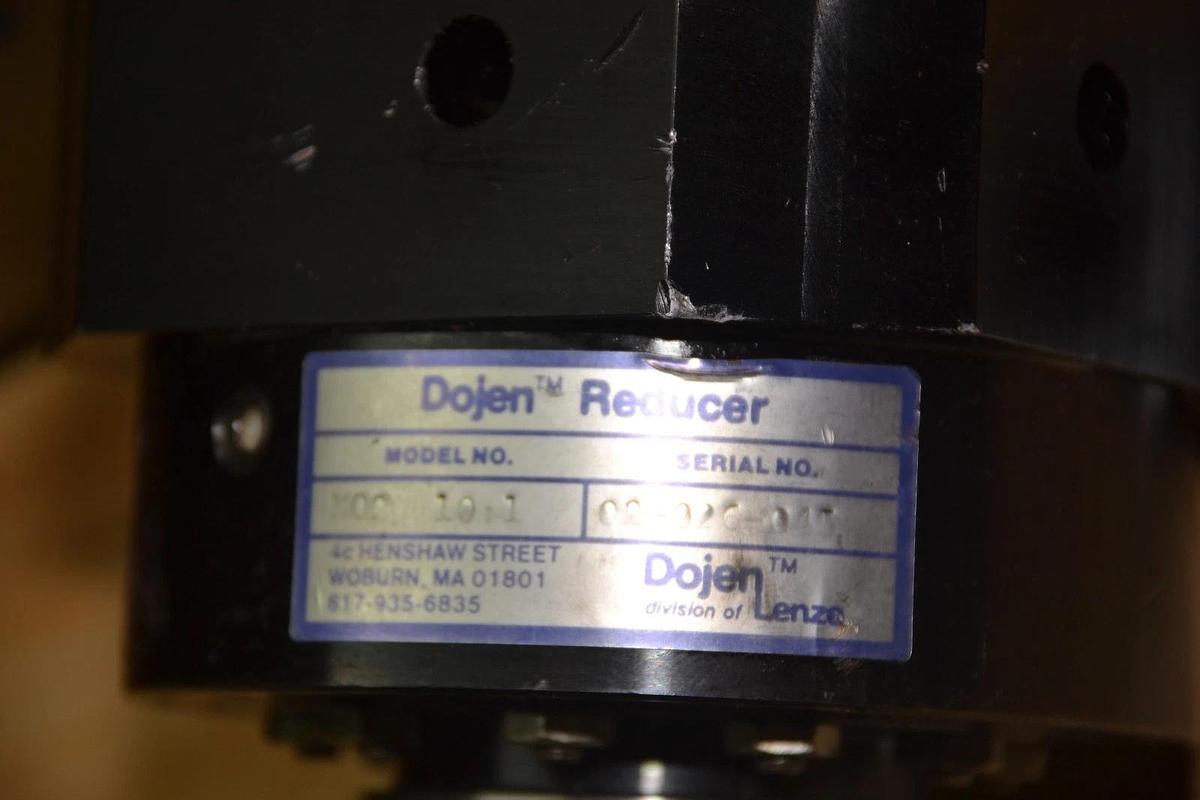 Dojen™ Reducer
MODEL NO. SERIAL NO.
10:1
4c HENSHAW STREET
WOBURN, MA 01801
617-935-6835
Dojen™
division of Lenze